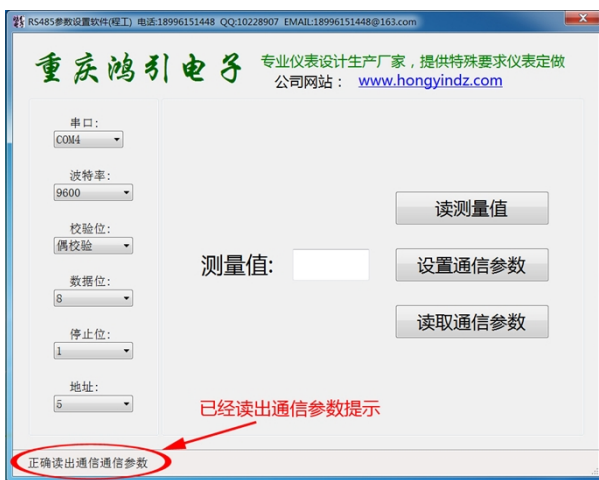 RS485参数设置软件(程工) 电话:18996151448 QQ:10228907 EMAIL:18996151448@163.com
重庆鸿引电子
专业仪表设计生产厂家，提供特殊要求仪表定做
公司网站： www.hongyindz.com
串口:
COM4
波特率:
9600
校验位:
偶校验
数据位:
8
停止位:
1
地址:
5
测量值:
读测量值
设置通信参数
读取通信参数
已经读出通信参数提示
正确读出通信通信参数